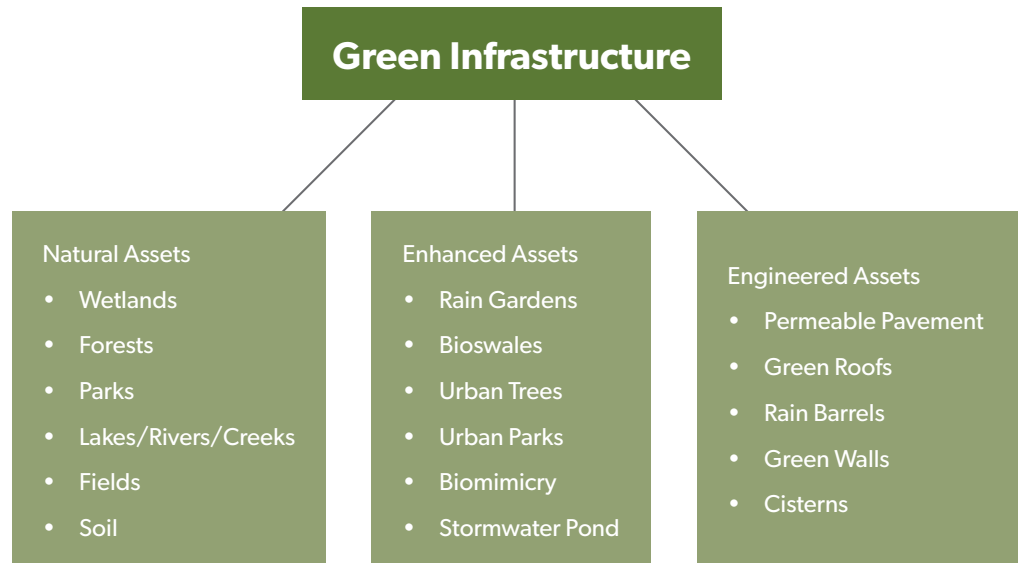 Green Infrastructure
Natural Assets
• Wetlands
• Forests
• Parks
• Lakes/Rivers/Creeks
• Fields
• Soil
Enhanced Assets
• Rain Gardens
• Bioswales
• Urban Trees
• Urban Parks
• Biomimicry
• Stormwater Pond
Engineered Assets
• Permeable Pavement
• Green Roofs
• Rain Barrels
• Green Walls
• Cisterns